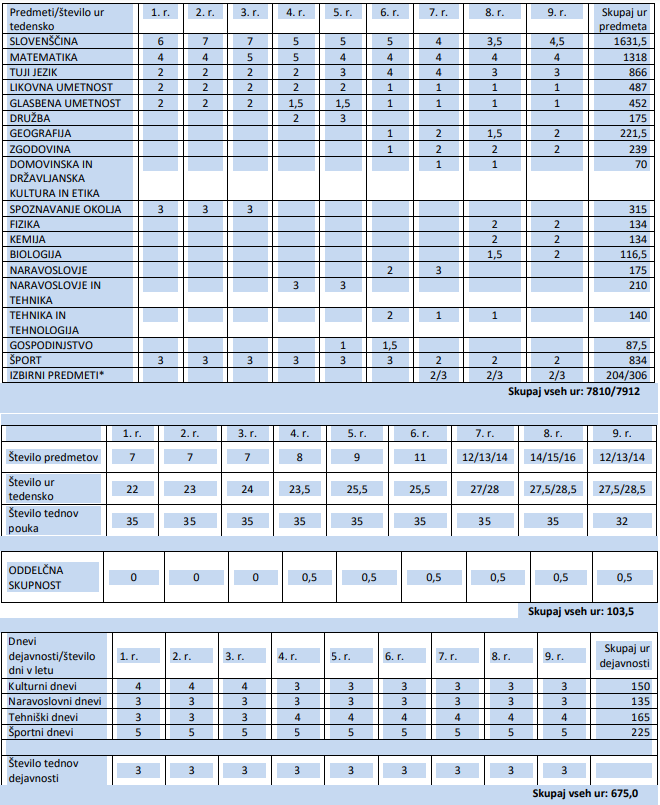 Predmeti/število ur tedensko 1. r. 2. r. 3. r. 4. r. 5. r. 6. r. 7. r. 8. r. 9. r. Skupaj ur predmeta
SLOVENŠČINA 6 7 7 5 5 5 4 3,5 4,5 1631,5
MATEMATIKA 4 4 5 5 4 4 4 4 4 1318
TUJI JEZIK 2 2 2 2 3 4 4 3 3 866
LIKOVNA UMETNOST 2 2 2 2 2 1 1 1 1 487
GLASBENA UMETNOST 2 2 2 1,5 1,5 1 1 1 1 452
DRUŽBA 2 3 175
GEOGRAFIJA 1 2 1,5 2 221,5
ZGODOVINA 1 2 2 2 239
DOMOVINSKA IN DRŽAVLJANSKA KULTURA IN ETIKA 1 1 70
SPOZNAVANJE OKOLJA 3 3 3 315
FIZIKA 2 2 134
KEMIJA 2 2 134
BIOLOGIJA 1,5 2 116,5
NARAVOSLOVJE 2 3 175
NARAVOSLOVJE IN TEHNIKA 3 3 210
TEHNIKA IN TEHNOLOGIJA 2 1 1 140
GOSPODINJSTVO 1 1,5 87,5
ŠPORT 3 3 3 3 3 3 2 2 2 834
IZBIRNI PREDMETI* 2/3 2/3 2/3 204/306
Skupaj vseh ur: 7810/7912
1. r. 2. r. 3. r. 4. r. 5. r. 6. r. 7. r. 8. r. 9. r.
Število predmetov 7 7 7 8 9 11 12/13/14 14/15/16 12/13/14
Število ur tedensko 22 23 24 23,5 25,5 25,5 27/28 27,5/28,5 27,5/28,5
Število tednov pouka 35 35 35 35 35 35 35 35 32
ODDELČNA SKUPNOST 0 0 0 0,5 0,5 0,5 0,5 0,5 0,5
Skupaj vseh ur: 103,5
Dnevi dejavnosti/število dni v letu 1. r. 2. r. 3. r. 4. r. 5. r. 6. r. 7. r. 8. r. 9. r. Skupaj ur dejavnosti
Kulturni dnevi 4 4 4 3 3 3 3 3 3 150
Naravoslovni dnevi 3 3 3 3 3 3 3 3 3 135
Tehniški dnevi 3 3 3 4 4 4 4 4 4 165
Športni dnevi 5 5 5 5 5 5 5 5 5 225
Število tednov dejavnosti 3 3 3 3 3 3 3 3 3
Skupaj vseh ur: 675,0